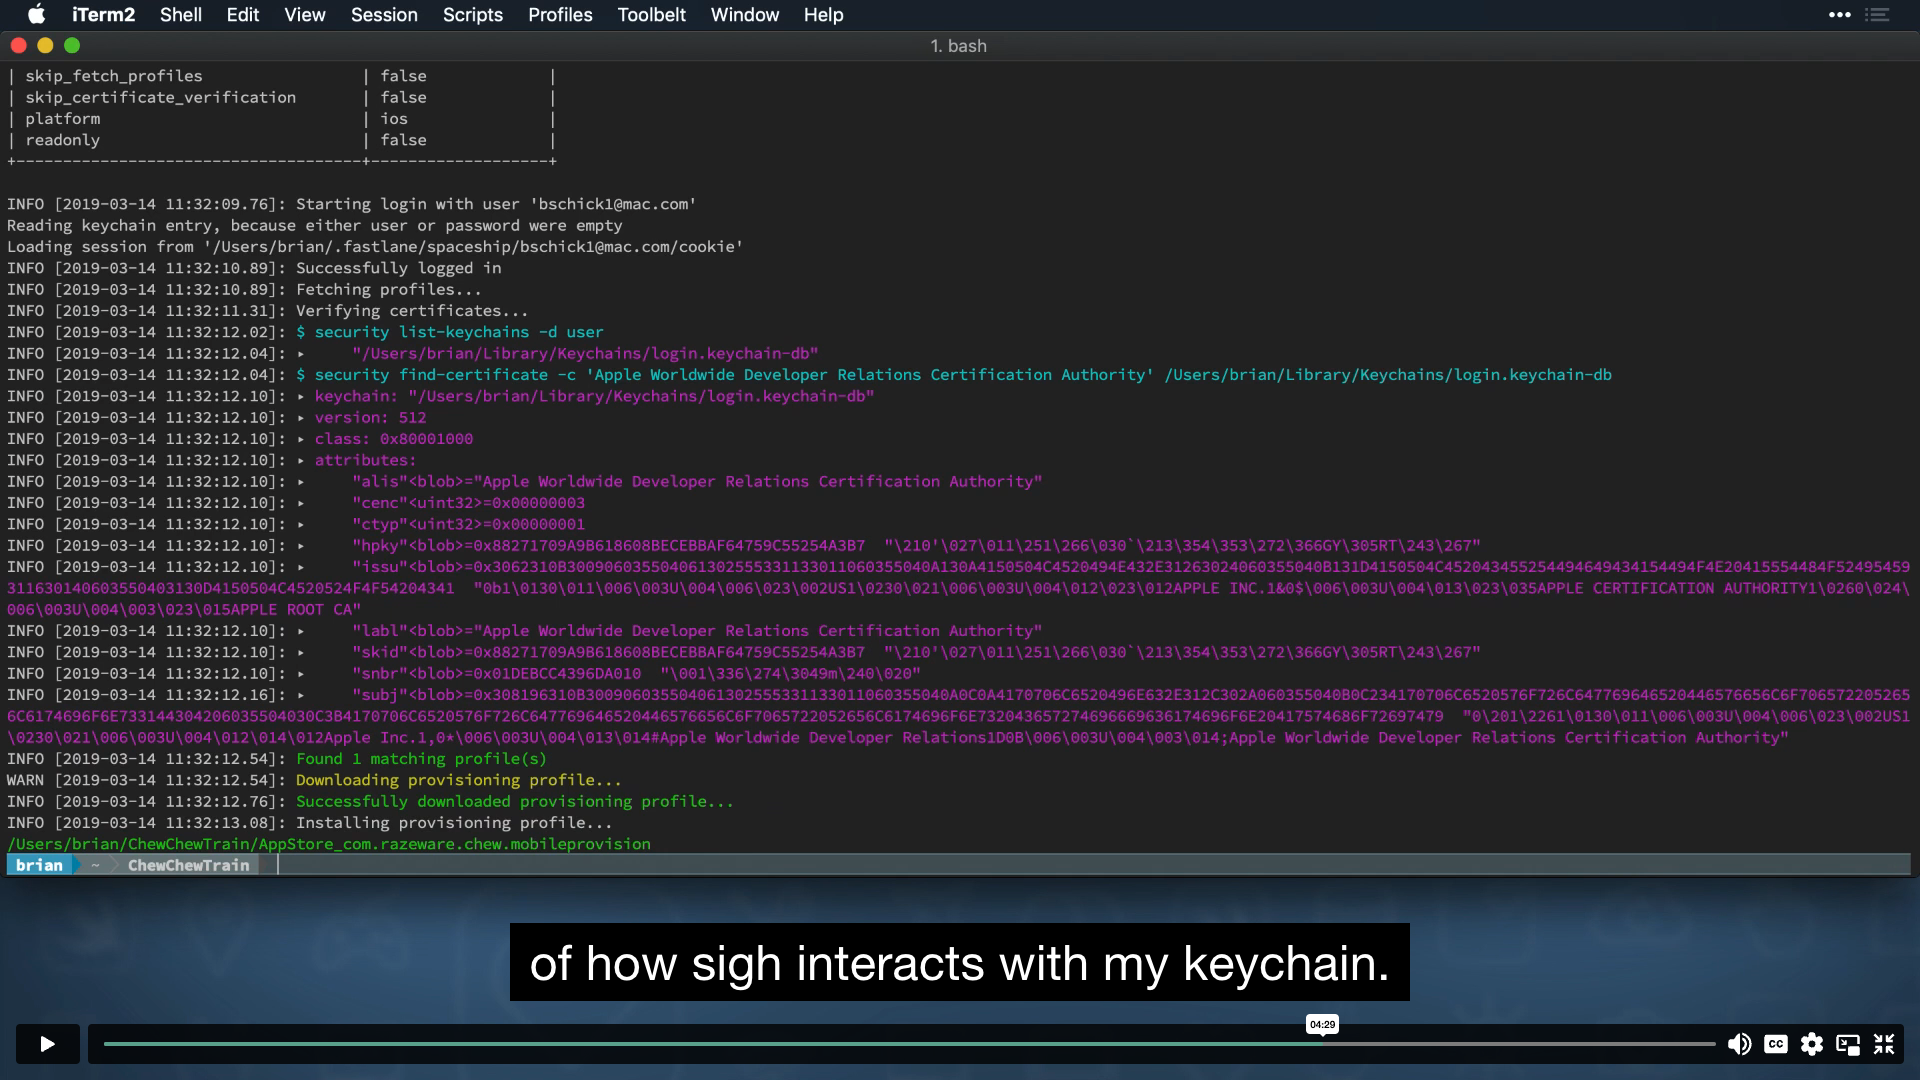 iTerm2 Shell Edit View Session Scripts Profiles Toolbelt Window Help
1. bash
| skip_fetch_profiles | false |
| skip_certificate_verification | false |
| platform | ios |
| readonly | false |
+-------------------------------------+-------------------+
INFO [2019-03-14 11:32:09.76]: Starting login with user 'bschick1@mac.com'
Reading keychain entry, because either user or password were empty
Loading session from '/Users/brian/.fastlane/spaceship/bschick1@mac.com/cookie'
INFO [2019-03-14 11:32:10.89]: Successfully logged in
INFO [2019-03-14 11:32:10.89]: Fetching profiles...
INFO [2019-03-14 11:32:11.31]: Verifying certificates...
INFO [2019-03-14 11:32:12.02]: $ security list-keychains -d user
INFO [2019-03-14 11:32:12.04]: ▸ "/Users/brian/Library/Keychains/login.keychain-db"
INFO [2019-03-14 11:32:12.04]: $ security find-certificate -c 'Apple Worldwide Developer Relations Certification Authority' /Users/brian/Library/Keychains/login.keychain-db
INFO [2019-03-14 11:32:12.10]: ▸ keychain: "/Users/brian/Library/Keychains/login.keychain-db"
INFO [2019-03-14 11:32:12.10]: ▸ version: 512
INFO [2019-03-14 11:32:12.10]: ▸ class: 0x80001000
INFO [2019-03-14 11:32:12.10]: ▸ attributes:
INFO [2019-03-14 11:32:12.10]: ▸ "alis"<blob>="Apple Worldwide Developer Relations Certification Authority"
INFO [2019-03-14 11:32:12.10]: ▸ "cenc"<uint32>=0x00000003
INFO [2019-03-14 11:32:12.10]: ▸ "ctyp"<uint32>=0x00000001
INFO [2019-03-14 11:32:12.10]: ▸ "hpky"<blob>=0x88271709A9B618608BECEBBAF64759C55254A3B7 "\210'\027\011\251\266\030`\213\354\353\272\366GY\305RT\243\267"
INFO [2019-03-14 11:32:12.10]: ▸ "issu"<blob>=0x3062310B300906035504061302555331133011060355040A130A4150504C4520494E432E31263024060355040B131D4150504C452043455254494649434154494F4E20415554484F52495459
311630140603550403130D4150504C4520524F4F54204341 "0b1\0130\011\006\003U\004\006\023\002US1\0230\021\006\003U\004\012\023\012APPLE INC.1&0$\006\003U\004\013\023\035APPLE CERTIFICATION AUTHORITY1\0260\024\
006\003U\004\003\023\015APPLE ROOT CA"
INFO [2019-03-14 11:32:12.10]: ▸ "labl"<blob>="Apple Worldwide Developer Relations Certification Authority"
INFO [2019-03-14 11:32:12.10]: ▸ "skid"<blob>=0x88271709A9B618608BECEBBAF64759C55254A3B7 "\210'\027\011\251\266\030`\213\354\353\272\366GY\305RT\243\267"
INFO [2019-03-14 11:32:12.10]: ▸ "snbr"<blob>=0x01DEBCC4396DA010 "\001\336\274\3049m\240\020"
INFO [2019-03-14 11:32:12.16]: ▸ "subj"<blob>=0x308196310B300906035504061302555331133011060355040A0C0A4170706C6520496E632E312C302A060355040B0C234170706C6520576F726C647769646520446576656C6F7065722052656
6C6174696F6E733144304206035504030C3B4170706C6520576F726C647769646520446576656C6F7065722052656C6174696F6E732043657274696669636174696F6E20417574686F72697479 "0\201\2261\0130\011\006\003U\004\006\023\002US1
\0230\021\006\003U\004\012\014\012Apple Inc.1,0*\006\003U\004\013\014#Apple Worldwide Developer Relations1D0B\006\003U\004\003\014;Apple Worldwide Developer Relations Certification Authority"
INFO [2019-03-14 11:32:12.54]: Found 1 matching profile(s)
WARN [2019-03-14 11:32:12.54]: Downloading provisioning profile...
INFO [2019-03-14 11:32:12.76]: Successfully downloaded provisioning profile...
INFO [2019-03-14 11:32:13.08]: Installing provisioning profile...
/Users/brian/ChewChewTrain/AppStore_com.razeware.chew.mobileprovision
brian ~ ChewChewTrain
of how sigh interacts with my keychain.
04:29
CC